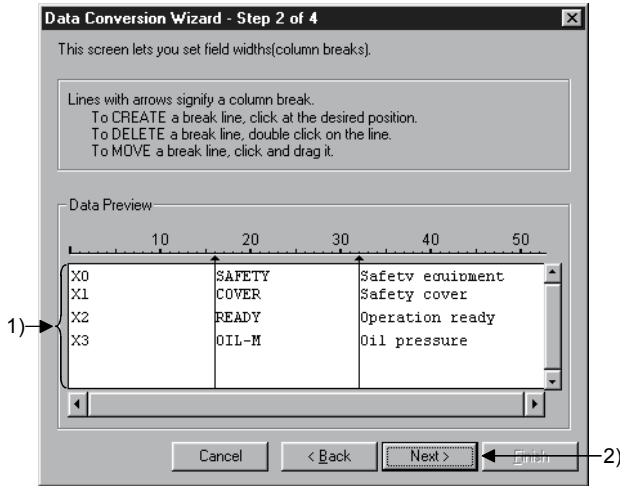 Data Conversion Wizard - Step 2 of 4
This screen lets you set field widths(column breaks).
Lines with arrows signify a column break.
To CREATE a break line, click at the desired position.
To DELETE a break line, double click on the line.
To MOVE a break line, click and drag it.
Data Preview
10 20 30 40 50
X0 SAFETY Safety equipment
X1 COVER Safety cover
X2 READY Operation ready
1)
X3 OIL-M Oil pressure
Cancel < Back Next > Finish 2)